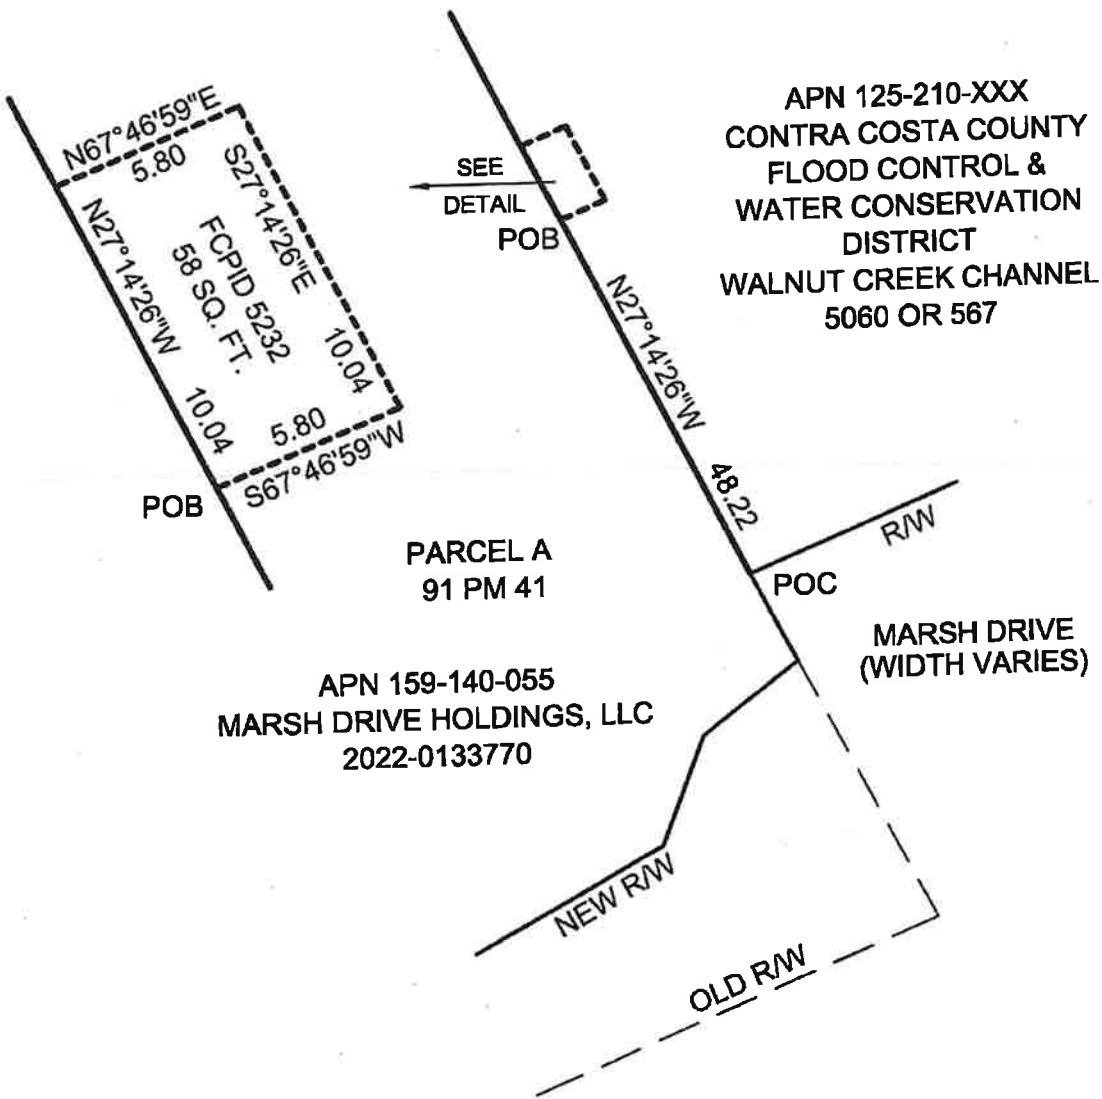 N67°46'59"E
5.80
S27°14'26"E
10.04
FCPID 5232
58 SQ. FT.
N27°14'26"W
10.04
5.80
S67°46'59"W
POB
SEE
DETAIL
POB
APN 125-210-XXX
CONTRA COSTA COUNTY
FLOOD CONTROL &
WATER CONSERVATION
DISTRICT
WALNUT CREEK CHANNEL
5060 OR 567
N27°14'26"W
48.22
R/W
POC
PARCEL A
91 PM 41
MARSH DRIVE
(WIDTH VARIES)
APN 159-140-055
MARSH DRIVE HOLDINGS, LLC
2022-0133770
NEW R/W
OLD R/W